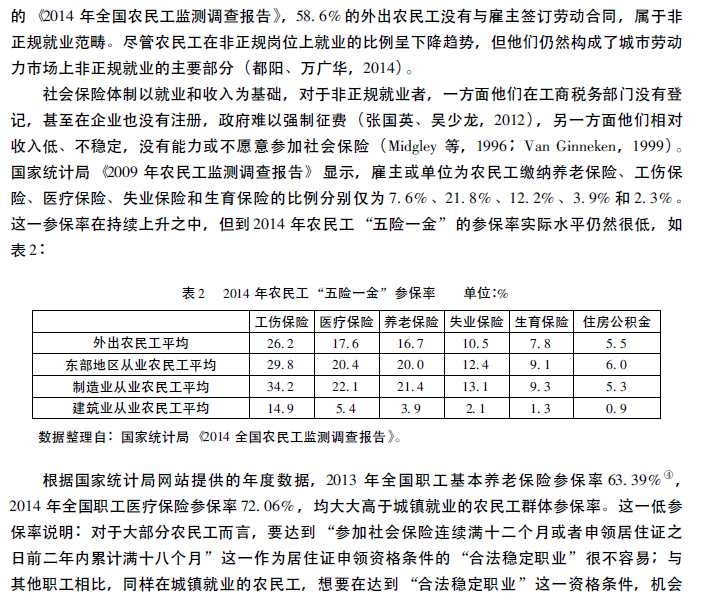 的《2014 年全国农民工监测调查报告》，58.6%的外出农民工没有与雇主签订劳动合同，属于非
正规就业范畴。尽管农民工在非正规岗位上就业的比例呈下降趋势，但他们仍然构成了城市劳动
力市场上非正规就业的主要部分（都阳、万广华，2014）。
社会保险体制以就业和收入为基础，对于非正规就业者，一方面他们在工商税务部门没有登
记，甚至在企业也没有注册，政府难以强制征费（张国英、吴少龙，2012），另一方面他们相对
收入低、不稳定，没有能力或不愿意参加社会保险（Midgley 等，1996；Van Ginneken，1999）。
国家统计局《2009 年农民工监测调查报告》显示，雇主或单位为农民工缴纳养老保险、工伤保
险、医疗保险、失业保险和生育保险的比例分别仅为 7.6%、21.8%、12.2%、3.9% 和 2.3%。
这一参保率在持续上升之中，但到 2014 年农民工“五险一金”的参保率实际水平仍然很低，如
表 2：
表 2 2014 年农民工“五险一金”参保率 单位：%
工伤保险 医疗保险 养老保险 失业保险 生育保险 住房公积金
外出农民工平均 26.2 17.6 16.7 10.5 7.8 5.5
东部地区从业农民工平均 29.8 20.4 20.0 12.4 9.1 6.0
制造业从业农民工平均 34.2 22.1 21.4 13.1 9.3 5.3
建筑业从业农民工平均 14.9 5.4 3.9 2.1 1.3 0.9
数据整理自：国家统计局《2014 全国农民工监测调查报告》。
根据国家统计局网站提供的年度数据，2013 年全国职工基本养老保险参保率 63.39%④，
2014 年全国职工医疗保险参保率 72.06%，均大大高于城镇就业的农民工群体参保率。这一低参
保率说明：对于大部分农民工而言，要达到“参加社会保险连续满十二个月或者申领居住证之
日前二年内累计满十八个月”这一作为居住证申领资格条件的“合法稳定职业”很不容易；与
其他职工相比，同样在城镇就业的农民工，想要在达到“合法稳定职业”这一资格条件，机会